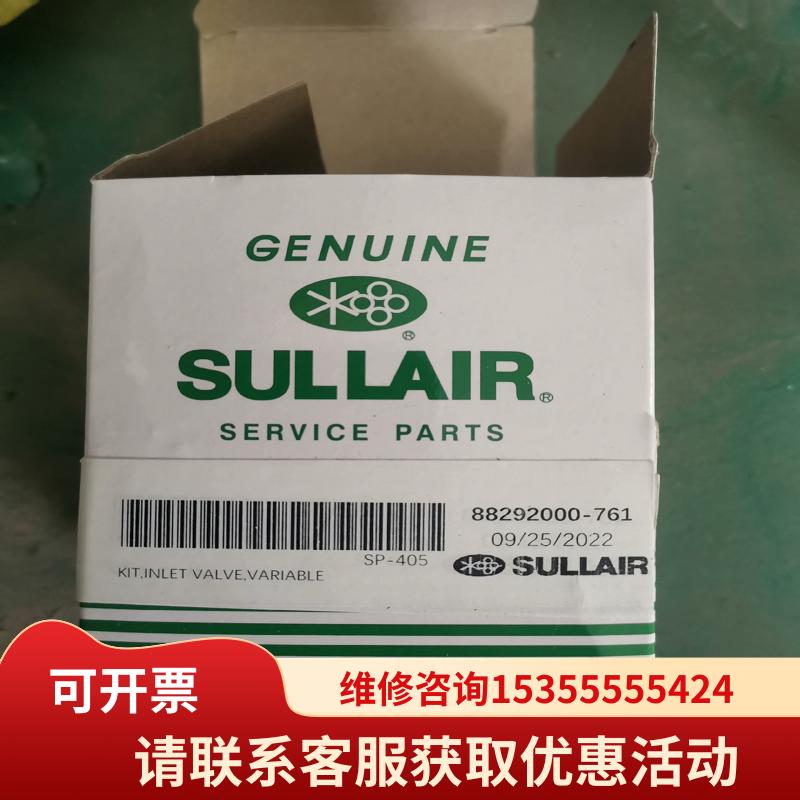 GENUINE
®
SULLAIR®
SERVICE PARTS
88292000-761
09/25/2022
SP-405
SULLAIR
KIT,INLET VALVE,VARIABLE
可开票
维修咨询15355555424
请联系客服获取优惠活动